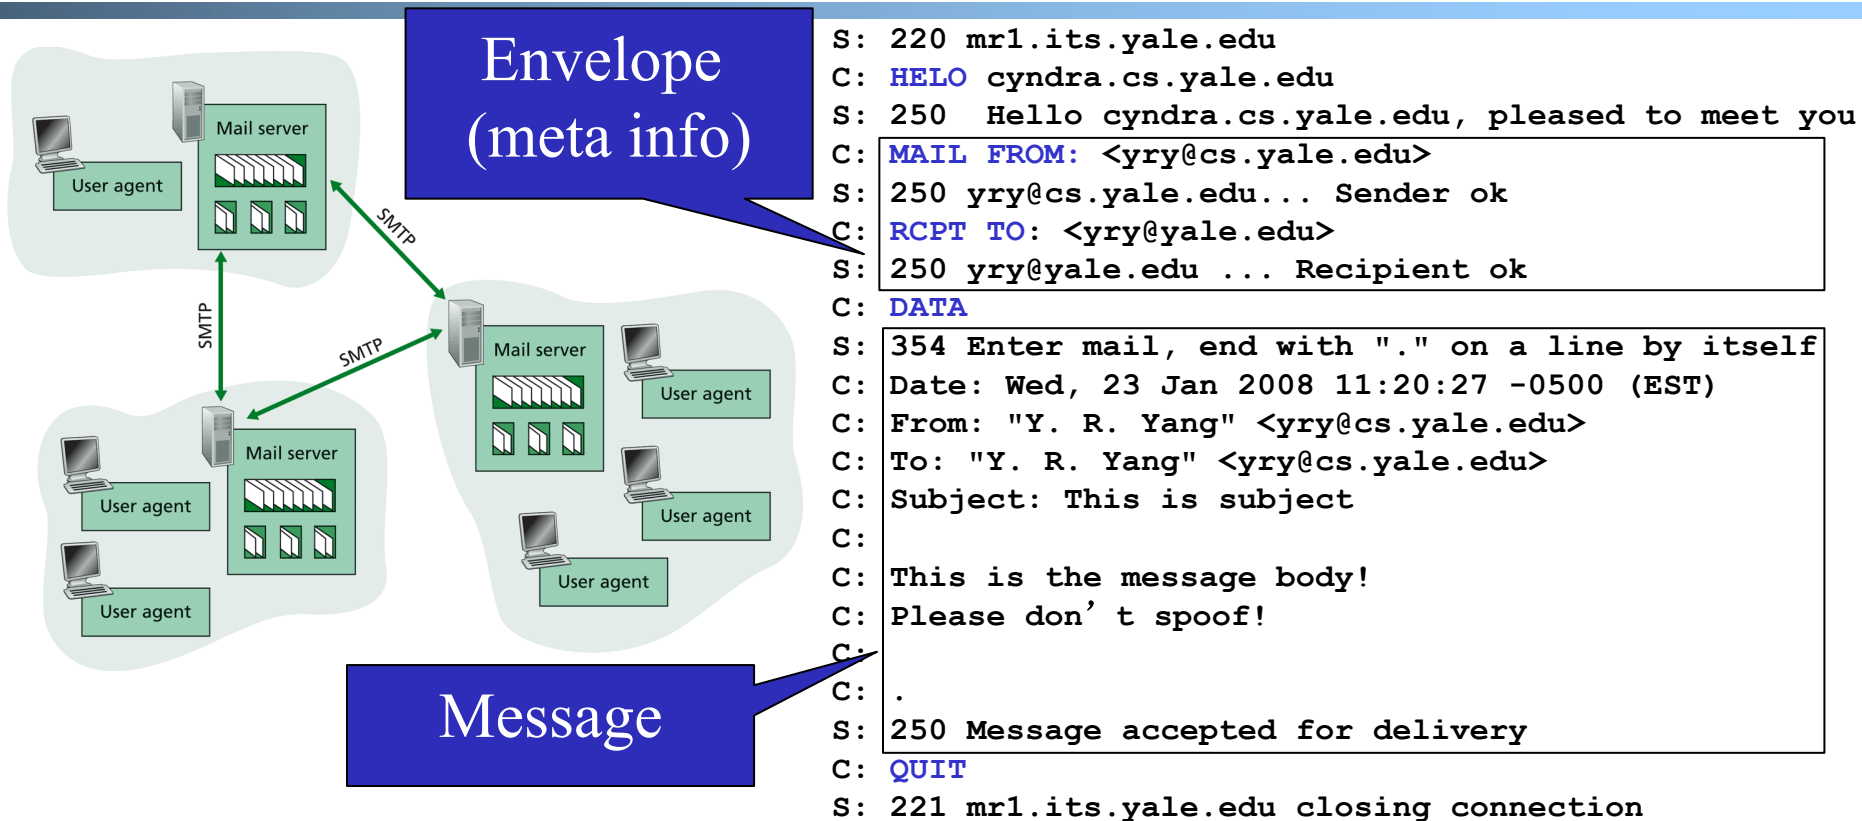 Envelope
(meta info)
Mail server
User agent
SMTP
SMTP
SMTP
Mail server
User agent
User agent
User agent
Mail server
User agent
User agent
Message
S: 220 mr1.its.yale.edu
C: HELO cyndra.cs.yale.edu
S: 250  Hello cyndra.cs.yale.edu, pleased to meet you
C: MAIL FROM: <yry@cs.yale.edu>
S: 250 yry@cs.yale.edu... Sender ok
C: RCPT TO: <yry@yale.edu>
S: 250 yry@yale.edu ... Recipient ok
C: DATA
S: 354 Enter mail, end with "." on a line by itself
C: Date: Wed, 23 Jan 2008 11:20:27 -0500 (EST)
C: From: "Y. R. Yang" <yry@cs.yale.edu>
C: To: "Y. R. Yang" <yry@cs.yale.edu>
C: Subject: This is subject
C:
C: This is the message body!
C: Please don’ t spoof!
C:
C: .
S: 250 Message accepted for delivery
C: QUIT
S: 221 mr1.its.yale.edu closing connection